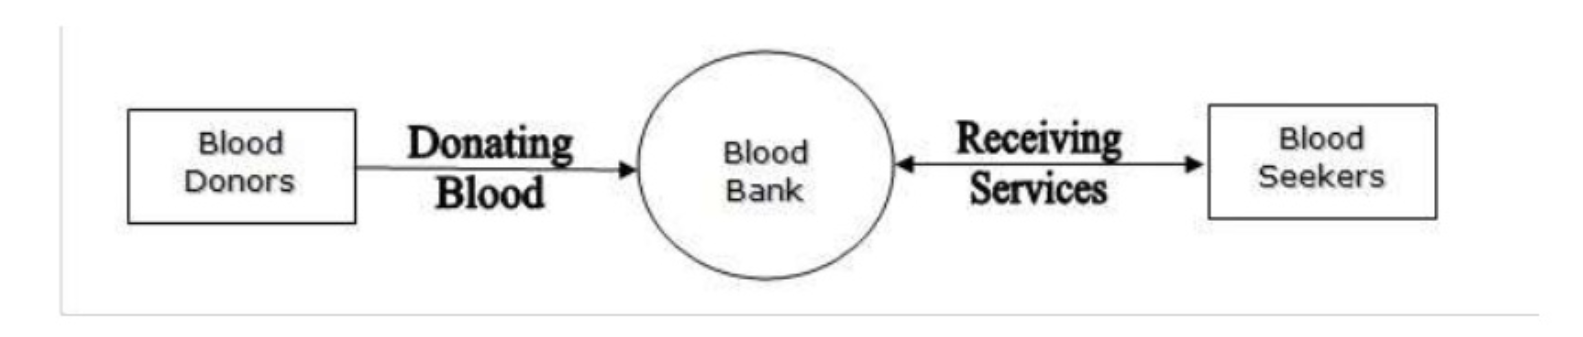 Blood
Donors
Donating
Blood
Blood
Bank
Receiving
Services
Blood
Seekers